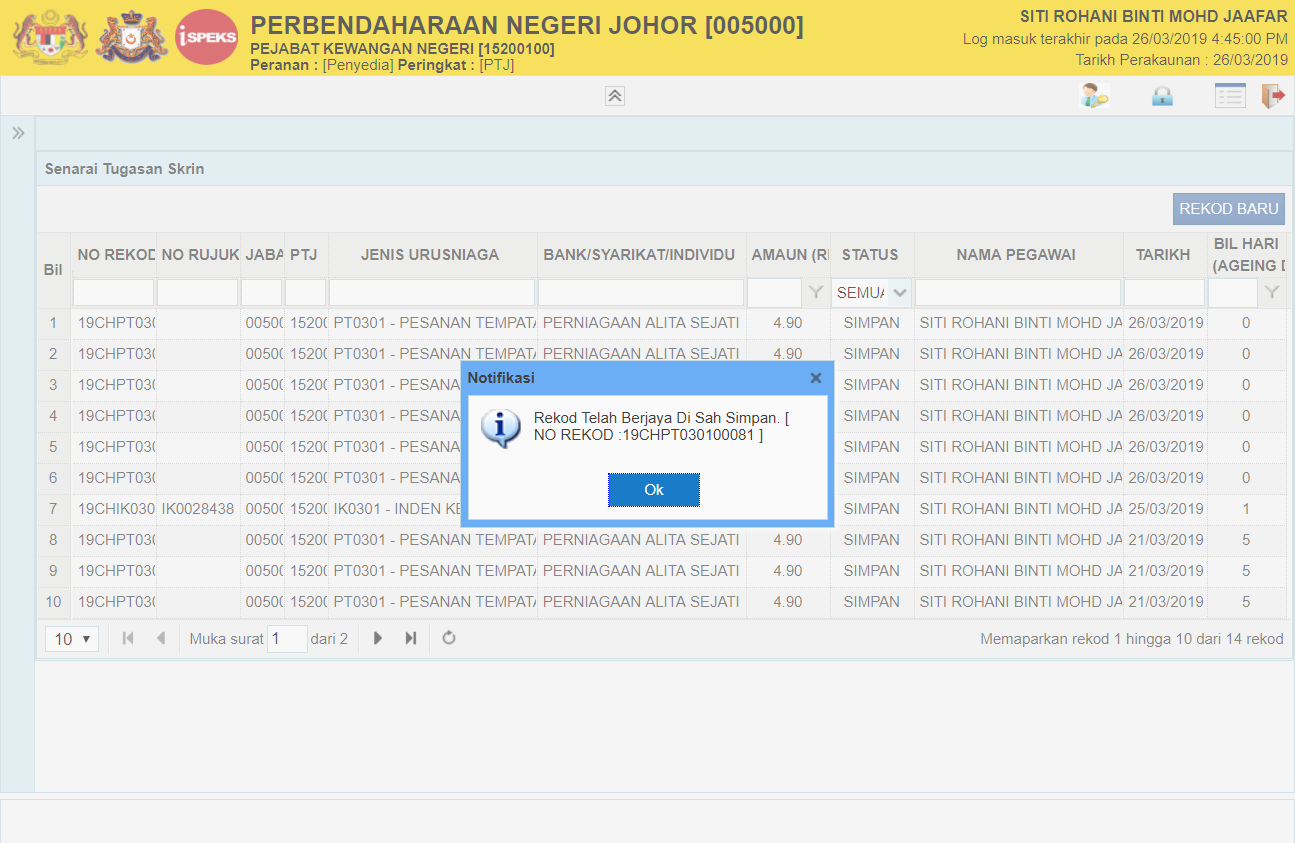 iSPEKS
PERBENDAHARAAN NEGERI JOHOR [005000]
PEJABAT KEWANGAN NEGERI [15200100]
Peranan : [Penyedia] Peringkat : [PTJ]
SITI ROHANI BINTI MOHD JAAFAR
Log masuk terakhir pada 26/03/2019 4:45:00 PM
Tarikh Perakaunan : 26/03/2019
Senarai Tugasan Skrin
REKOD BARU
Bil NO REKOD NO RUJUK JABA PTJ JENIS URUSNIAGA BANK/SYARIKAT/INDIVIDU AMAUN (R STATUS NAMA PEGAWAI TARIKH BIL HARI (AGEING D
SEMUA
1 19CHPT030 00500 15200 PT0301 - PESANAN TEMPATA PERNIAGAAN ALITA SEJATI 4.90 SIMPAN SITI ROHANI BINTI MOHD JA 26/03/2019 0
2 19CHPT030 00500 15200 PT0301 - PESANAN TEMPATA PERNIAGAAN ALITA SEJATI 4.90 SIMPAN SITI ROHANI BINTI MOHD JA 26/03/2019 0
3 19CHPT030 00500 15200 PT0301 - PESANA SIMPAN SITI ROHANI BINTI MOHD JA 26/03/2019 0
4 19CHPT030 00500 15200 PT0301 - PESANA SIMPAN SITI ROHANI BINTI MOHD JA 26/03/2019 0
5 19CHPT030 00500 15200 PT0301 - PESANA SIMPAN SITI ROHANI BINTI MOHD JA 26/03/2019 0
6 19CHPT030 00500 15200 PT0301 - PESANA SIMPAN SITI ROHANI BINTI MOHD JA 26/03/2019 0
7 19CHIK030 IK0028438 00500 15200 IK0301 - INDEN KE SIMPAN SITI ROHANI BINTI MOHD JA 25/03/2019 1
8 19CHPT030 00500 15200 PT0301 - PESANAN TEMPATA PERNIAGAAN ALITA SEJATI 4.90 SIMPAN SITI ROHANI BINTI MOHD JA 21/03/2019 5
9 19CHPT030 00500 15200 PT0301 - PESANAN TEMPATA PERNIAGAAN ALITA SEJATI 4.90 SIMPAN SITI ROHANI BINTI MOHD JA 21/03/2019 5
10 19CHPT030 00500 15200 PT0301 - PESANAN TEMPATA PERNIAGAAN ALITA SEJATI 4.90 SIMPAN SITI ROHANI BINTI MOHD JA 21/03/2019 5
Notifikasi
Rekod Telah Berjaya Di Sah Simpan. [
NO REKOD :19CHPT030100081 ]
Ok
10 Muka surat 1 dari 2 Memaparkan rekod 1 hingga 10 dari 14 rekod